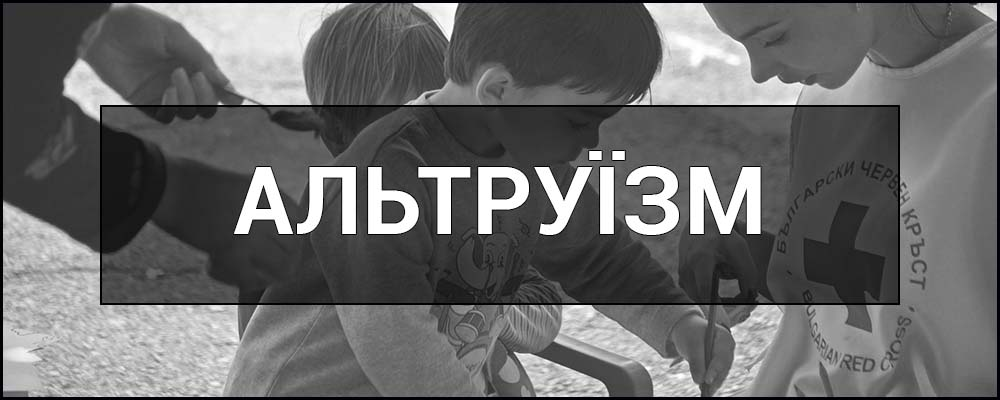 АЛЬТРУЇЗМ
БЪЛГАРСКИ ЧЕРВЕН КРЪСТ
BULGARIAN RED CROSS